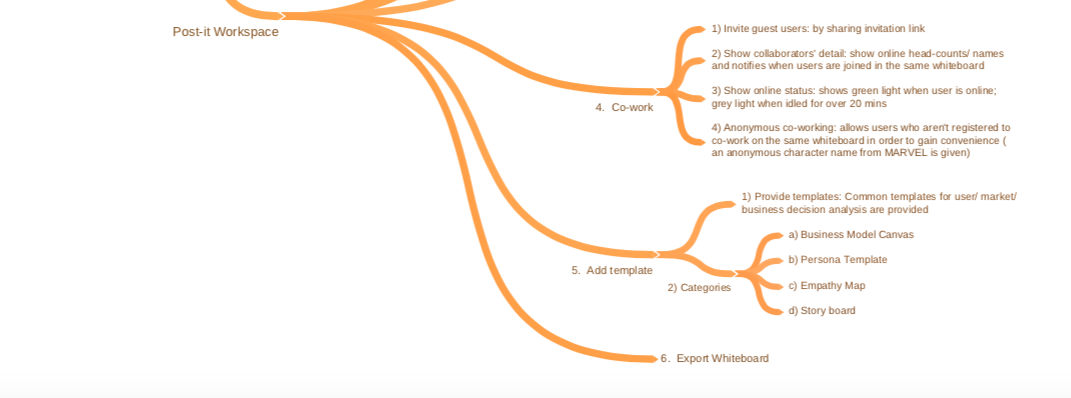 Post-it Workspace
1) Invite guest users: by sharing invitation link
2) Show collaborators' detail: show online head-counts/ names
and notifies when users are joined in the same whiteboard
3) Show online status: shows green light when user is online;
grey light when idled for over 20 mins
4. Co-work
4) Anonymous co-working: allows users who aren't registered to
co-work on the same whiteboard in order to gain convenience (
an anonymous character name from MARVEL is given)
1) Provide templates: Common templates for user/ market/
business decision analysis are provided
5. Add template
2) Categories
a) Business Model Canvas
b) Persona Template
c) Empathy Map
d) Story board
6. Export Whiteboard